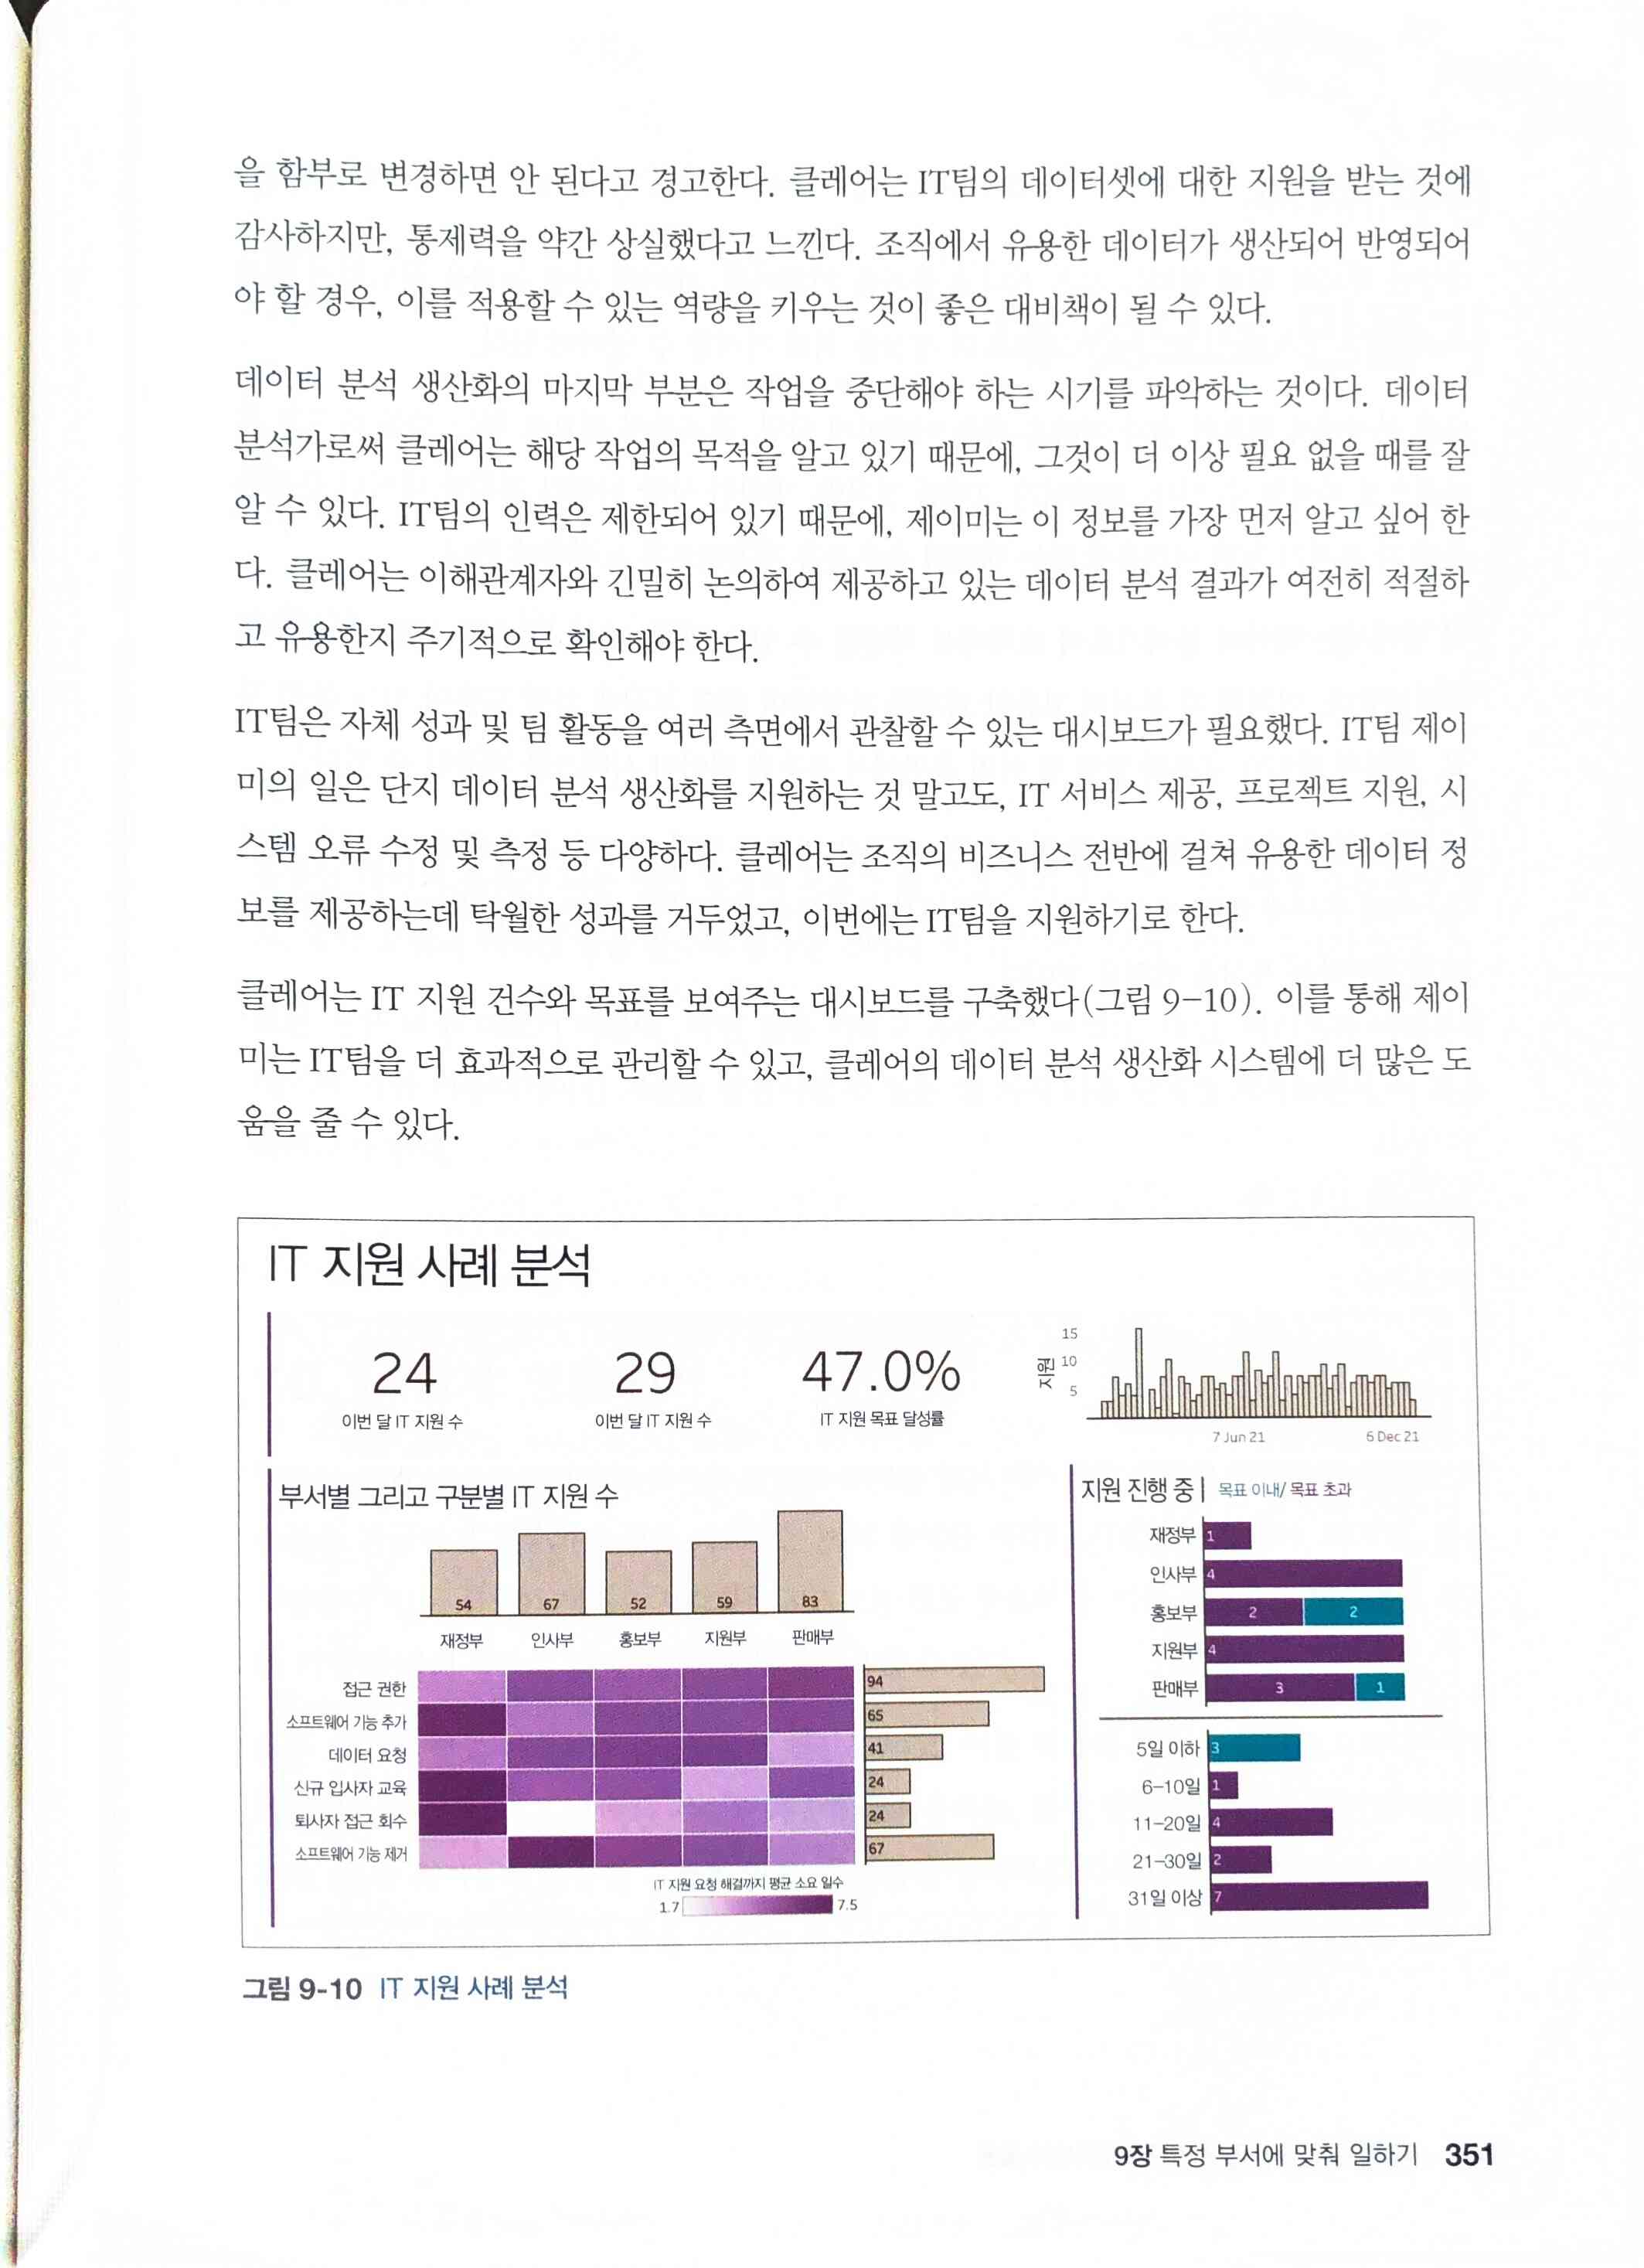 을 함부로 변경하면 안 된다고 경고한다. 클레어는 IT팀의 데이터셋에 대한 지원을 받는 것에
감사하지만, 통제력을 약간 상실했다고 느낀다. 조직에서 유용한 데이터가 생산되어 반영되어
야 할 경우, 이를 적용할 수 있는 역량을 키우는 것이 좋은 대비책이 될 수 있다.
데이터 분석 생산화의 마지막 부분은 작업을 중단해야 하는 시기를 파악하는 것이다. 데이터
분석가로써 클레어는 해당 작업의 목적을 알고 있기 때문에, 그것이 더 이상 필요 없을 때를 잘
알 수 있다. IT팀의 인력은 제한되어 있기 때문에, 제이미는 이 정보를 가장 먼저 알고 싶어 한
다. 클레어는 이해관계자와 긴밀히 논의하여 제공하고 있는 데이터 분석 결과가 여전히 적절하
고 유용한지 주기적으로 확인해야 한다.
IT팀은 자체 성과 및 팀 활동을 여러 측면에서 관찰할 수 있는 대시보드가 필요했다. IT팀 제이
미의 일은 단지 데이터 분석 생산화를 지원하는 것 말고도, IT 서비스 제공, 프로젝트 지원, 시
스템 오류 수정 및 측정 등 다양하다. 클레어는 조직의 비즈니스 전반에 걸쳐 유용한 데이터 정
보를 제공하는데 탁월한 성과를 거두었고, 이번에는 IT팀을 지원하기로 한다.
클레어는 IT 지원 건수와 목표를 보여주는 대시보드를 구축했다(그림 9-10). 이를 통해 제이
미는 IT팀을 더 효과적으로 관리할 수 있고, 클레어의 데이터 분석 생산화 시스템에 더 많은 도
움을 줄 수 있다.
IT 지원 사례 분석
24
이번 달 IT 지원 수
29
이번 달 IT 지원 수
47.0%
IT 지원 목표 달성률
지원
15
10
5
7 Jun 21
6 Dec 21
부서별 그리고 구분별 IT 지원 수
54 67 52 59 83
재정부 인사부 홍보부 지원부 판매부
접근 권한 94
소프트웨어 기능 추가 65
데이터 요청 41
신규 입사자 교육 24
퇴사자 접근 회수 24
소프트웨어 기능 제거 67
IT 지원 요청 해결까지 평균 소요 일수
1.7 7.5
지원 진행 중 | 목표 이내/ 목표 초과
재정부 1
인사부 4
홍보부 2 2
지원부 4
판매부 3 1
5일 이하 3
6-10일 1
11-20일 4
21-30일 2
31일 이상 7
그림 9-10 IT 지원 사례 분석
9장 특정 부서에 맞춰 일하기 351